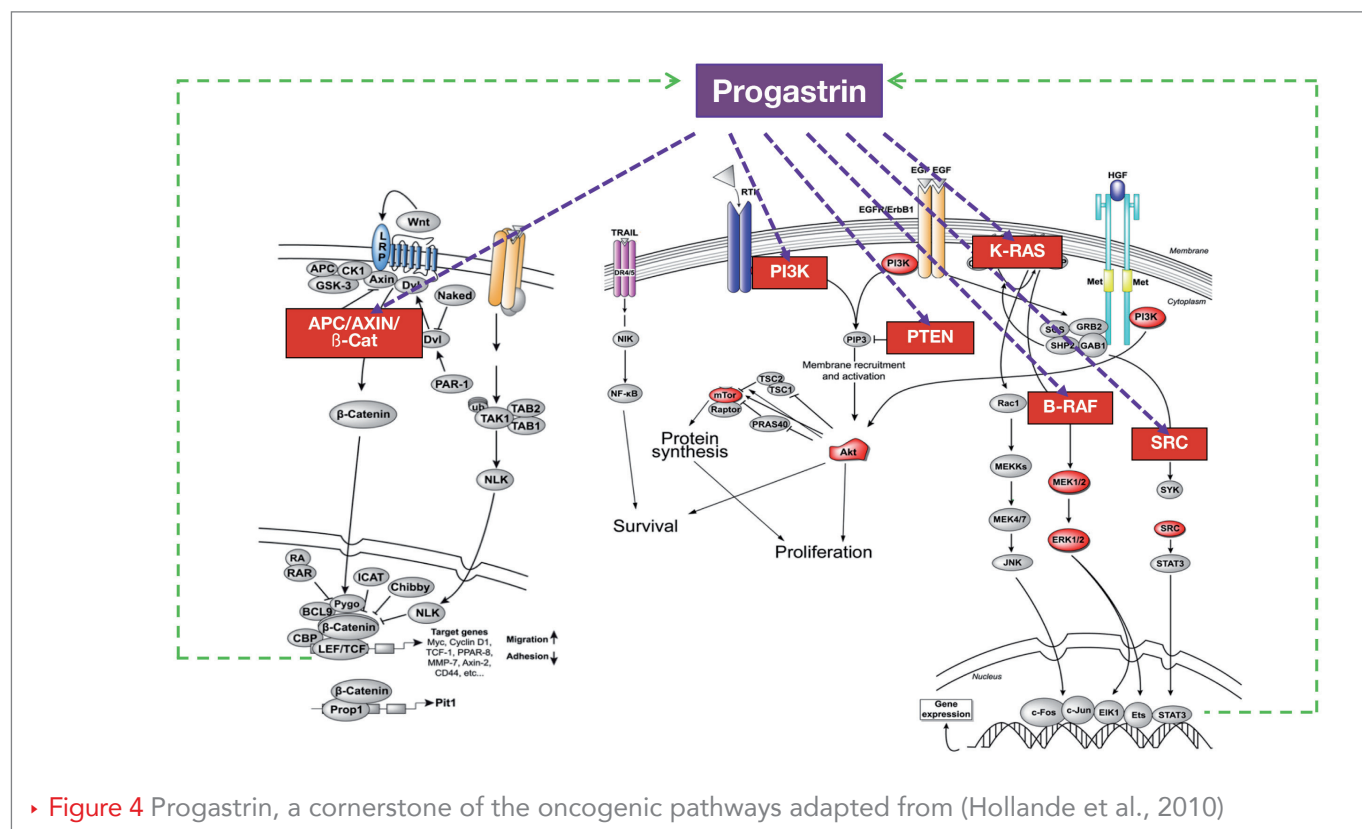 Progastrin
Wnt
LRP
APC
CK1
GSK-3
Axin
Dvl
Naked
APC/AXIN/
β-Cat
Dvl
PAR-1
β-Catenin
ub
TAK1
TAB2
TAB1
NLK
RA
RAR
ICAT
Chibby
Pygo
BCL9
NLK
β-Catenin
CBP
LEF/TCF
Target genes
Myc, Cyclin D1,
TCF-1, PPAR-8,
MMP-7, Axin-2,
CD44, etc...
Migration
Adhesion
β-Catenin
Prop1
Pit1
TRAIL
DR4/5
NIK
NF-κB
Survival
RTK
PI3K
PI3K
PIP3
PTEN
Membrane recruitment
and activation
TSC2
TSC1
mTor
Raptor
PRAS40
Protein
synthesis
Akt
Proliferation
EGF EGF
EGFR/ErbB1
K-RAS
HGF
Membrane
Met
Met
Cytoplasm
PI3K
SOS
GRB2
SHP2
GAB1
Rac1
B-RAF
SRC
MEKKs
MEK1/2
SYK
MEK4/7
ERK1/2
SRC
JNK
STAT3
Nucleus
Gene
expression
c-Fos
c-Jun
EIK1
Ets
STAT3
▸ Figure 4 Progastrin, a cornerstone of the oncogenic pathways adapted from (Hollande et al., 2010)